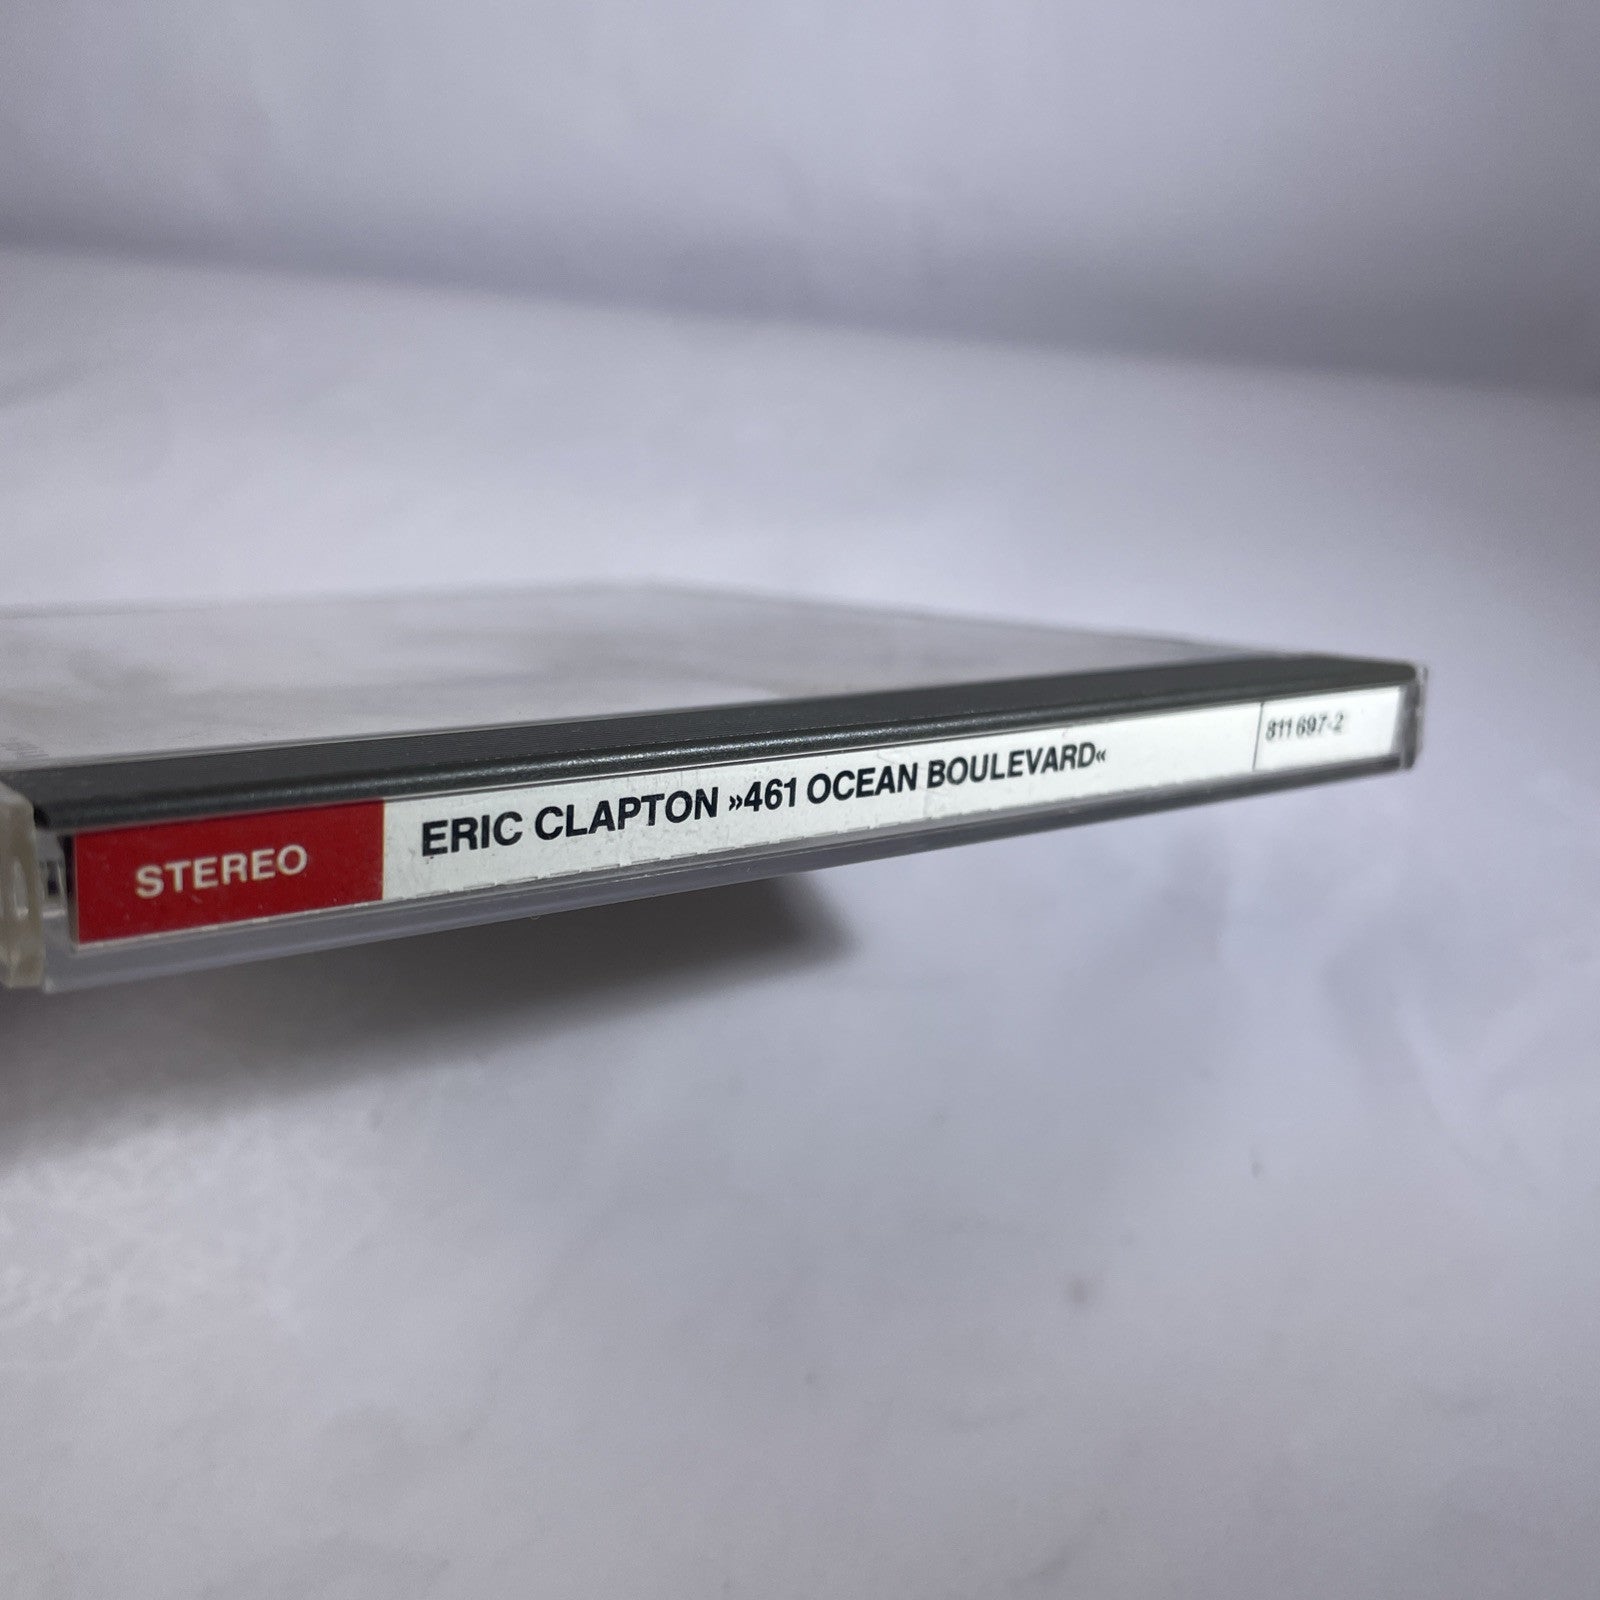 STEREO
ERIC CLAPTON »461 OCEAN BOULEVARD«
811 697-2